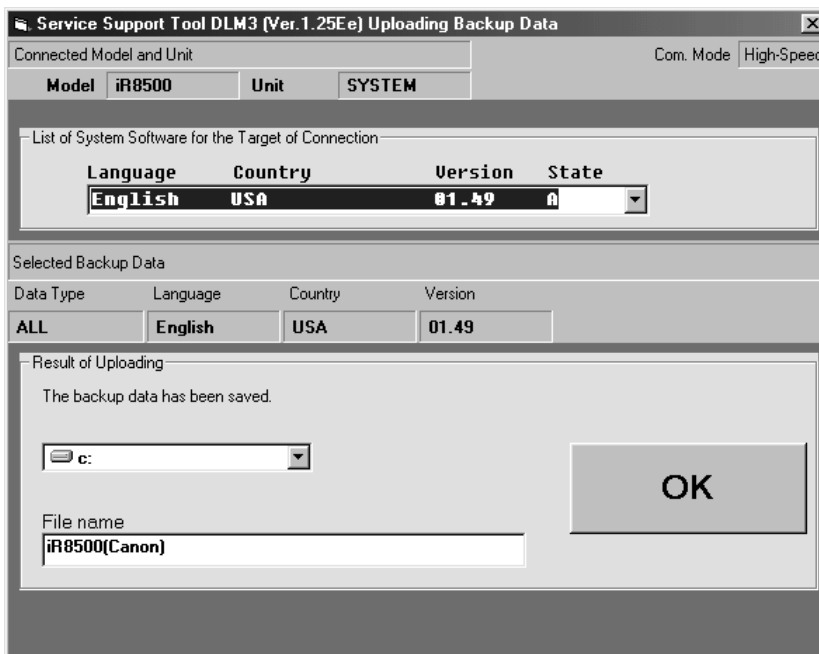 Service Support Tool DLM3 (Ver.1.25Ee) Uploading Backup Data
Connected Model and Unit Com. Mode High-Speed
Model iR8500 Unit SYSTEM
List of System Software for the Target of Connection
Language Country Version State
English USA 01.49 A
Selected Backup Data
Data Type Language Country Version
ALL English USA 01.49
Result of Uploading
The backup data has been saved.
c:
OK
File name
iR8500(Canon)